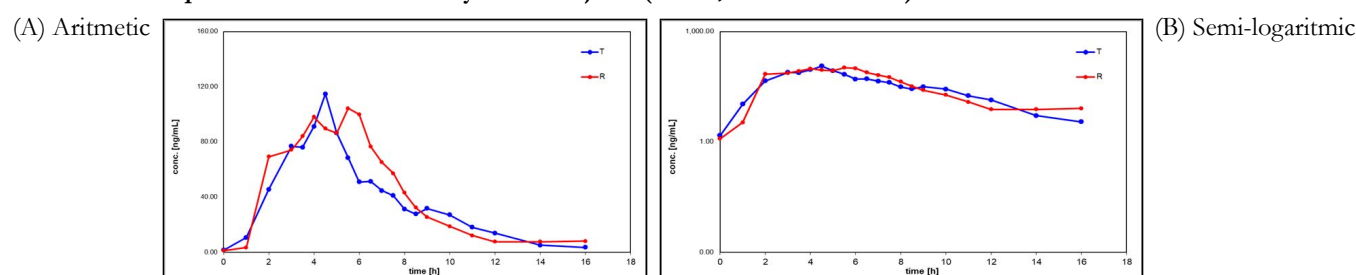 (A) Aritmetic
160.00
120.00
80.00
40.00
0.00
conc. [ng/mL]
0 2 4 6 8 10 12 14 16 18
time [h]
T
R
1,000.00
1.00
0.00
conc. [ng/mL]
0 2 4 6 8 10 12 14 16 18
time [h]
T
R
(B) Semi-logaritmic